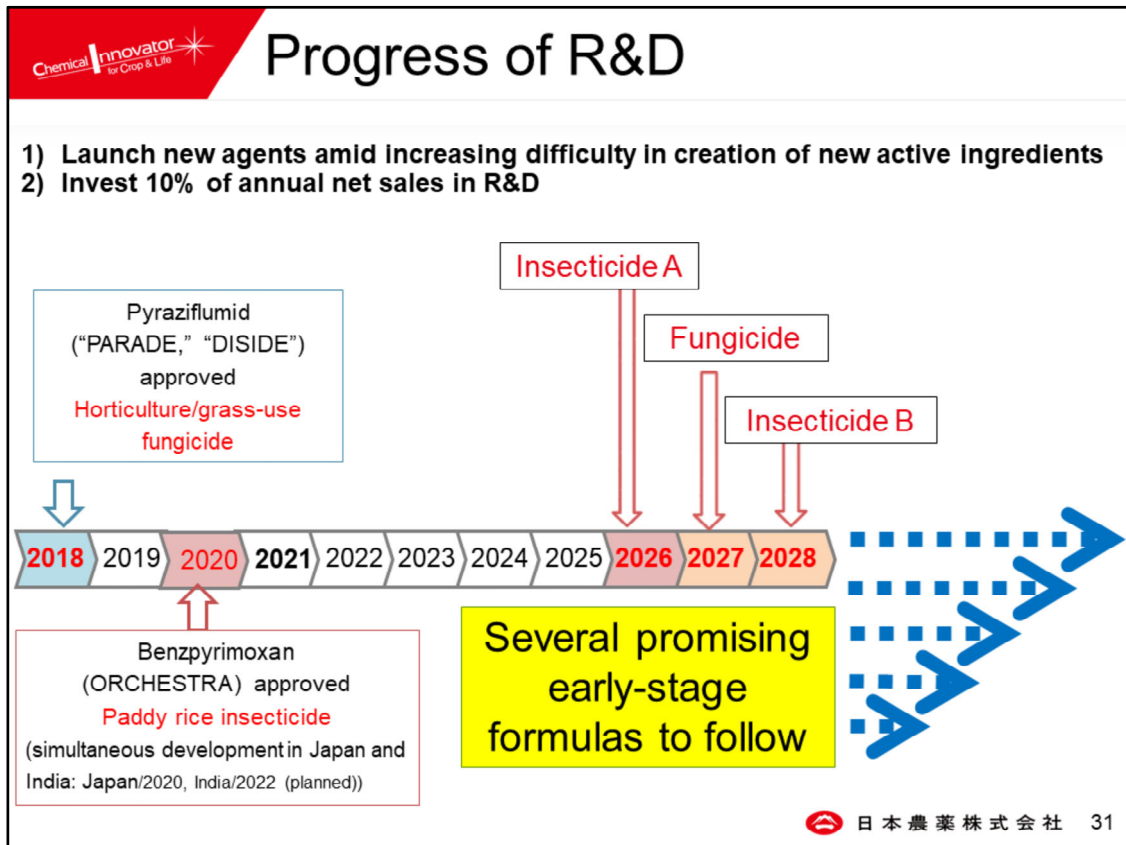 Chemical Innovator
for Crop & Life
Progress of R&D
1) Launch new agents amid increasing difficulty in creation of new active ingredients
2) Invest 10% of annual net sales in R&D
Insecticide A
Pyraziflumid
(“PARADE,” “DISIDE”)
approved
Horticulture/grass-use
fungicide
Fungicide
Insecticide B
2018 2019 2020 2021 2022 2023 2024 2025 2026 2027 2028
Benzpyrimoxan
(ORCHESTRA) approved
Paddy rice insecticide
(simultaneous development in Japan and
India: Japan/2020, India/2022 (planned))
Several promising
early-stage
formulas to follow
日本農薬株式会社 31